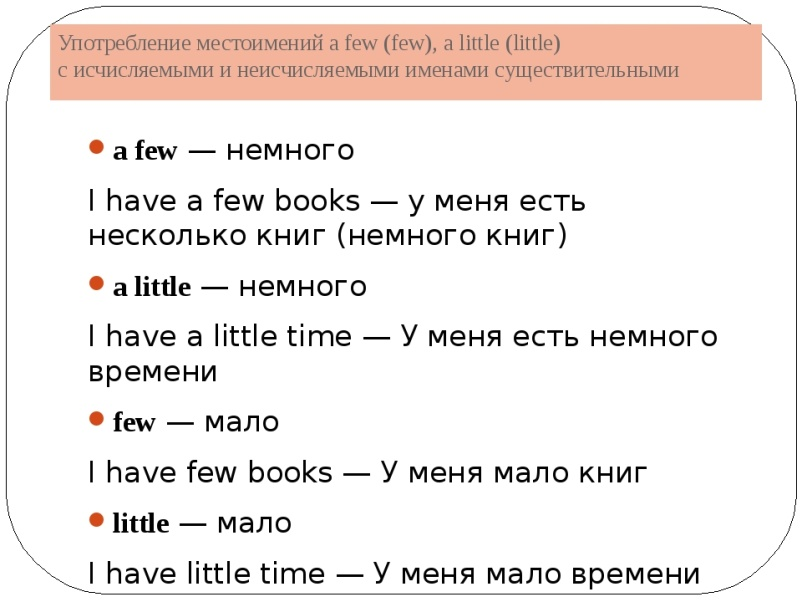 Употребление местоимений a few (few), a little (little)
с исчисляемыми и неисчисляемыми именами существительными
a few — немного
I have a few books — у меня есть
несколько книг (немного книг)
a little — немного
I have a little time — У меня есть немного
времени
few — мало
I have few books — У меня мало книг
little — мало
I have little time — У меня мало времени